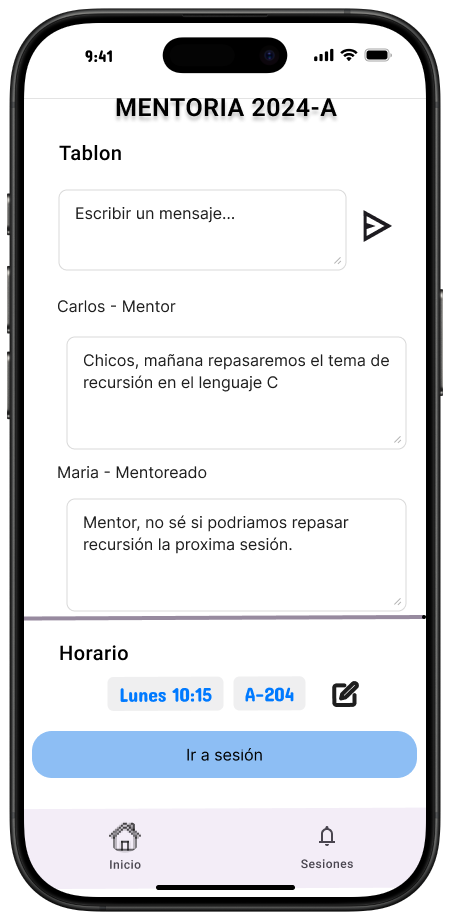 9:41
MENTORIA 2024-A
Tablon
Escribir un mensaje...
Carlos - Mentor
Chicos, mañana repasaremos el tema de
recursión en el lenguaje C
Maria - Mentoreado
Mentor, no sé si podriamos repasar
recursión la proxima sesión.
Horario
Lunes 10:15 A-204
Ir a sesión
Inicio Sesiones